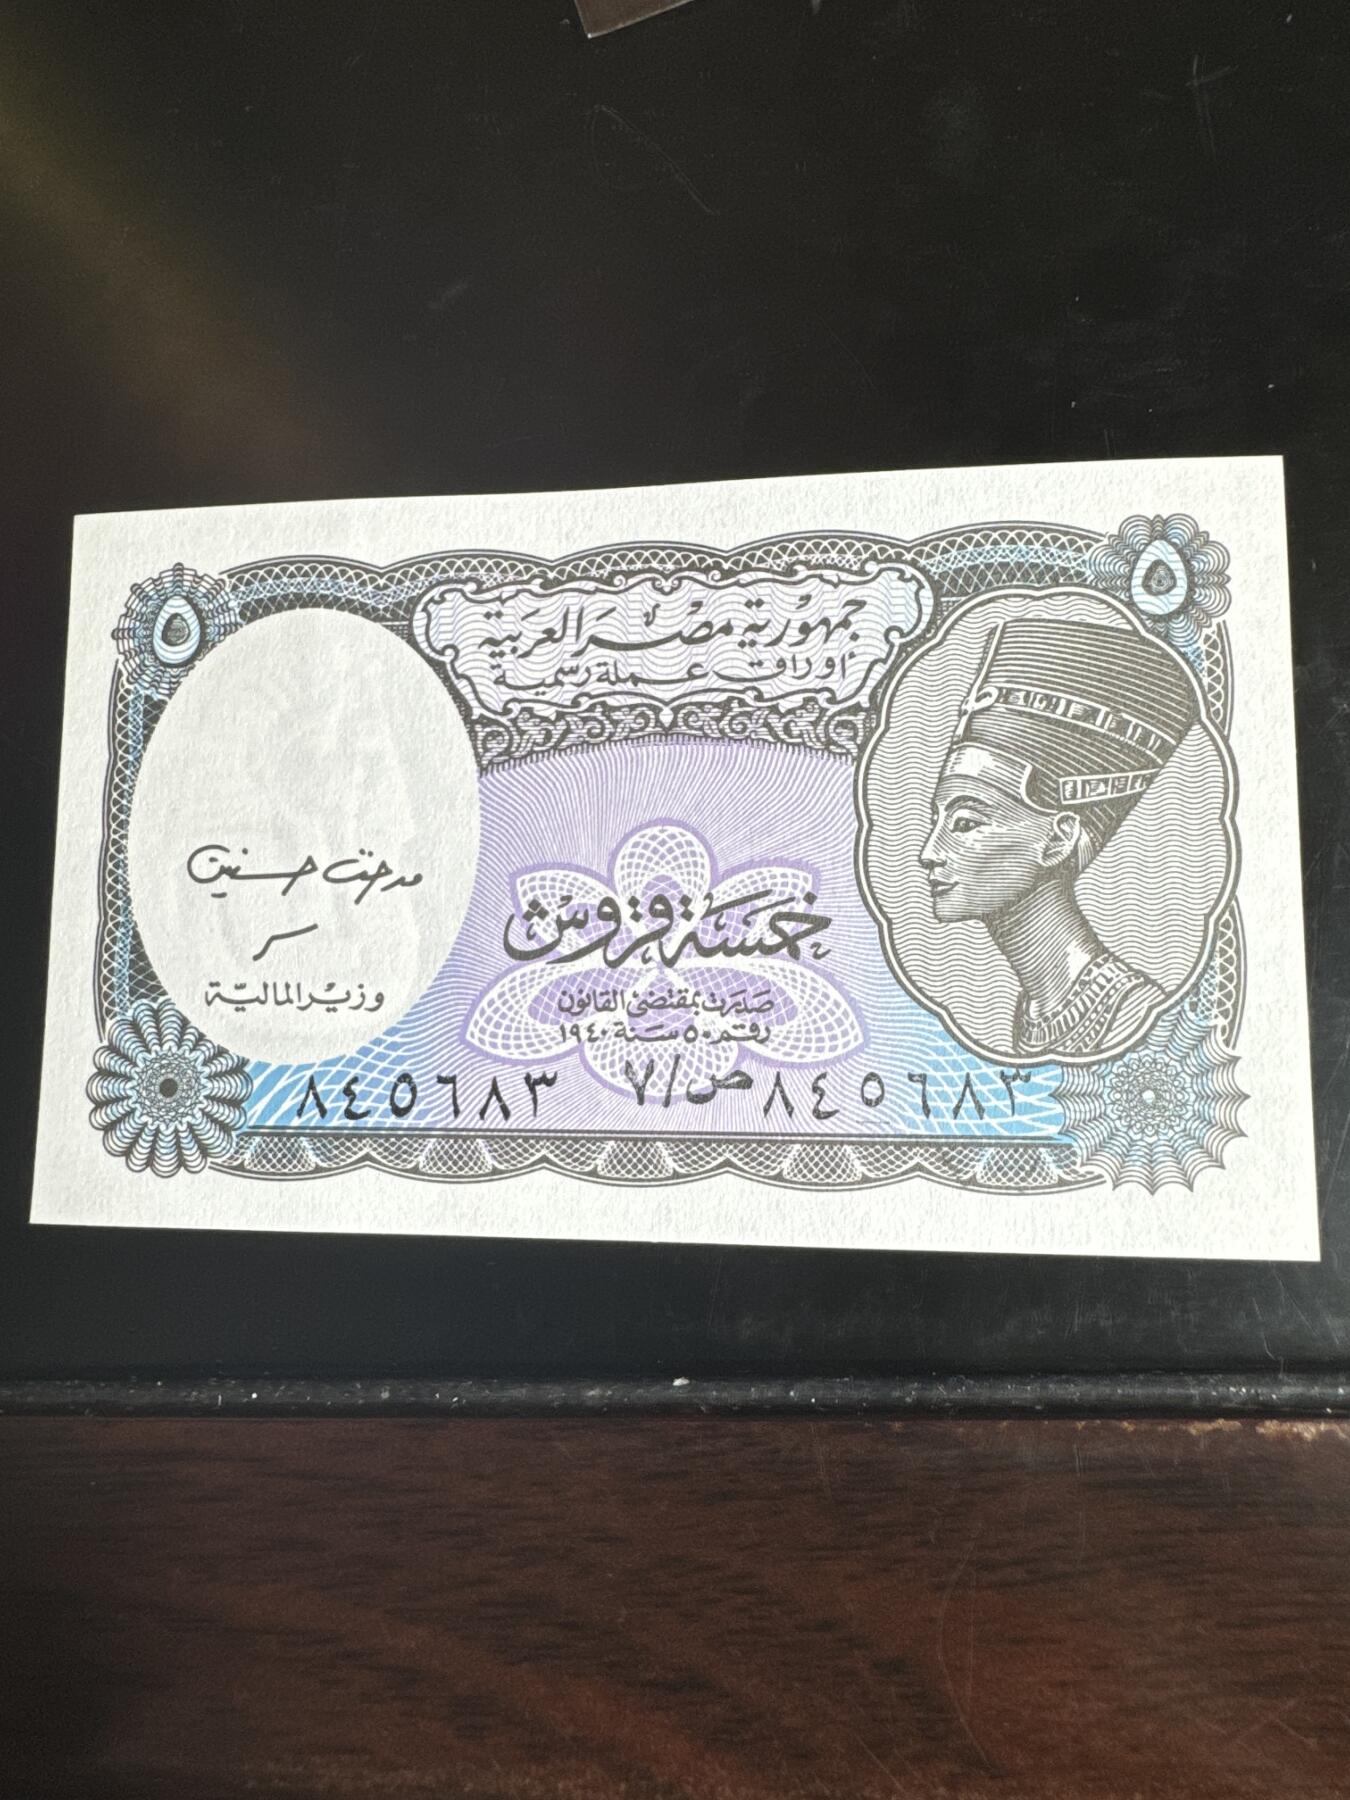 ٥
٥
جمهورية مصر العربية
أوراق عملة رسمية
خمسة قروش
صدرت بمقتضى القانون
رقم ٥٠ سنة ١٩٤٠
مدحت حسنين
وزير المالية
٨٤٥٦٨٣ ص/٧ ٨٤٥٦٨٣